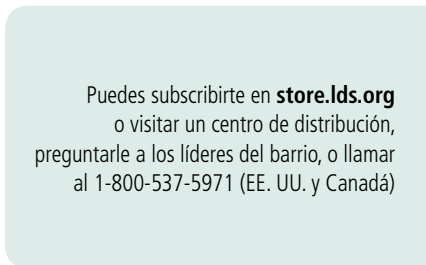 Puedes subscribirte en store.lds.org
o visitar un centro de distribución,
preguntarle a los líderes del barrio, o llamar
al 1-800-537-5971 (EE. UU. y Canadá)